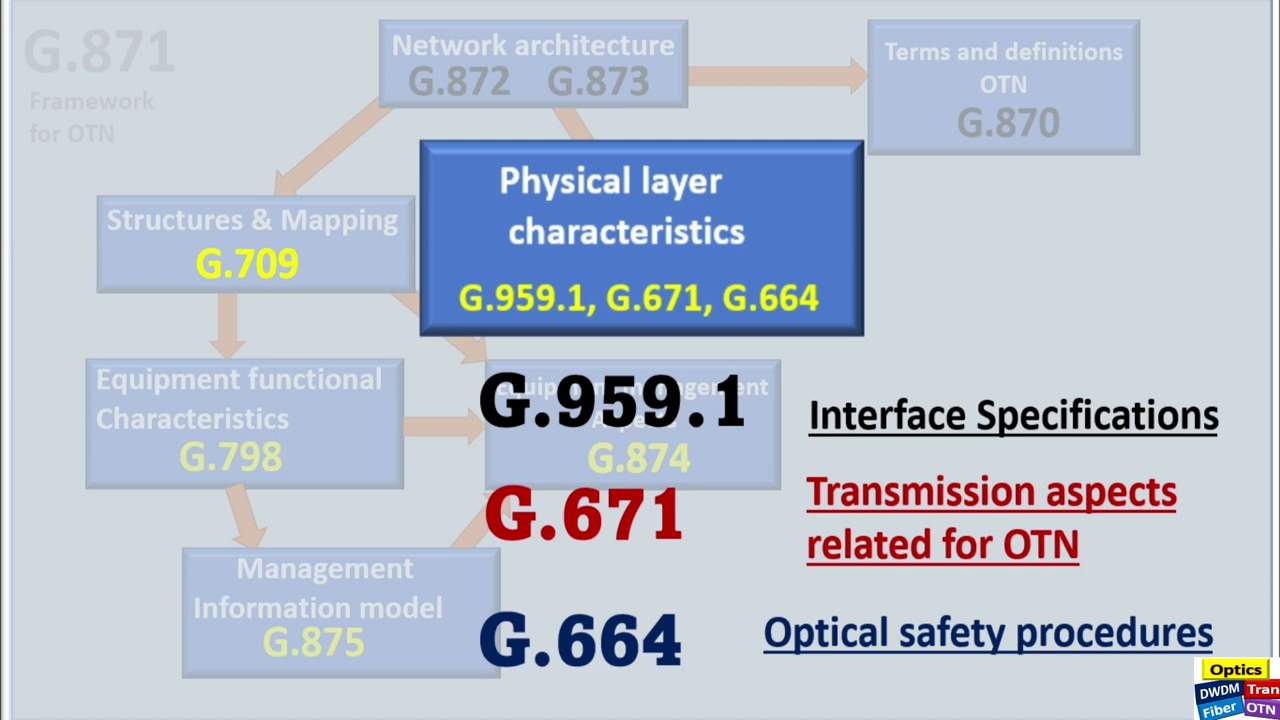 G.871
Framework
for OTN
Network architecture
G.872 G.873
Terms and definitions
OTN
G.870
Physical layer
characteristics
G.959.1, G.671, G.664
Structures & Mapping
G.709
Equipment functional
Characteristics
G.798
G.874
Management
Information model
G.875
G.959.1
Interface Specifications
G.671
Transmission aspects
related for OTN
G.664
Optical safety procedures
Optics
DWDM Tran
Fiber OTN